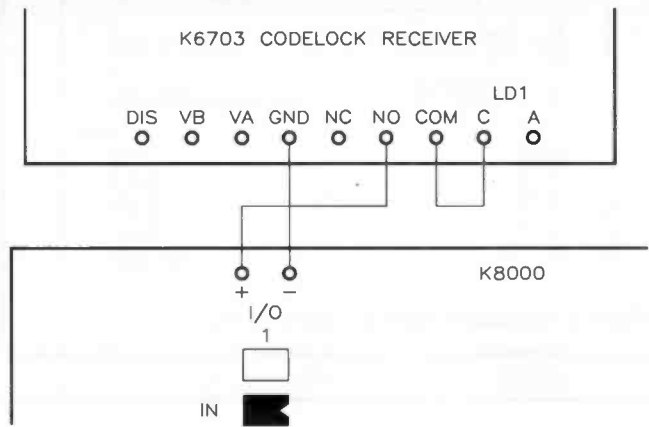 K6703 CODELOCK RECEIVER
LD1
DIS VB VA GND NC NO COM C A
K8000
+ −
I/O
1
IN